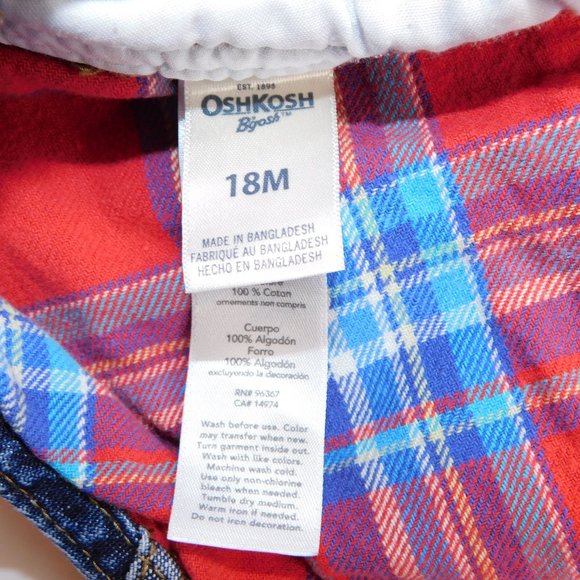 EST. 1895
OSHKOSH
B'gosh™
18M
MADE IN BANGLADESH
FABRIQUÉ AU BANGLADESH
HECHO EN BANGLADESH
100 % Coton
ornements non compris
Cuerpo
100% Algodón
Forro
100% Algodón
excluyendo la decoración
RN# 96367
CA# 14974
Wash before use. Color
may transfer when new.
Turn garment inside out.
Wash with like colors.
Machine wash cold.
Use only non-chlorine
bleach when needed.
Tumble dry medium.
Warm iron if needed.
Do not iron decoration.